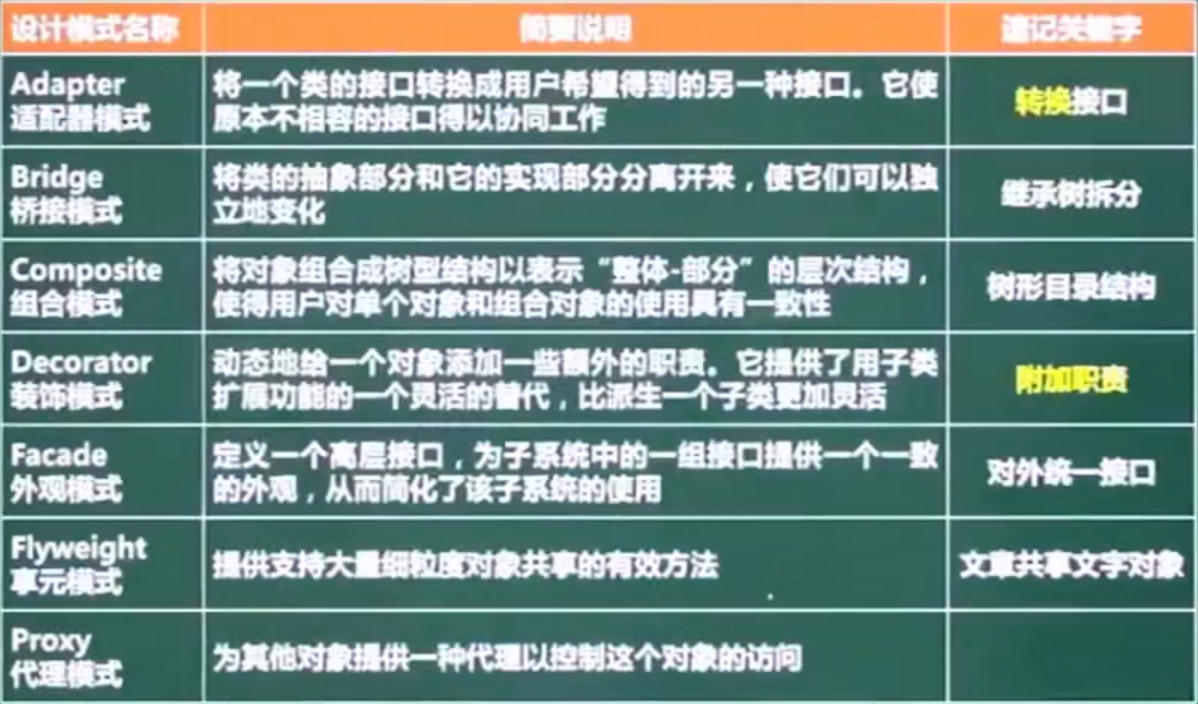 设计模式名称 简要说明 速记关键字
Adapter
适配器模式
将一个类的接口转换成用户希望得到的另一种接口。它使
原本不相容的接口得以协同工作
转换接口
Bridge
桥接模式
将类的抽象部分和它的实现部分分离开来，使它们可以独
立地变化
继承树拆分
Composite
组合模式
将对象组合成树型结构以表示“整体-部分”的层次结构，
使得用户对单个对象和组合对象的使用具有一致性
树形目录结构
Decorator
装饰模式
动态地给一个对象添加一些额外的职责。它提供了用子类
扩展功能的一个灵活的替代，比派生一个子类更加灵活
附加职责
Facade
外观模式
定义一个高层接口，为子系统中的一组接口提供一个一致
的外观，从而简化了该子系统的使用
对外统一接口
Flyweight
享元模式
提供支持大量细粒度对象共享的有效方法
文章共享文字对象
Proxy
代理模式
为其他对象提供一种代理以控制这个对象的访问